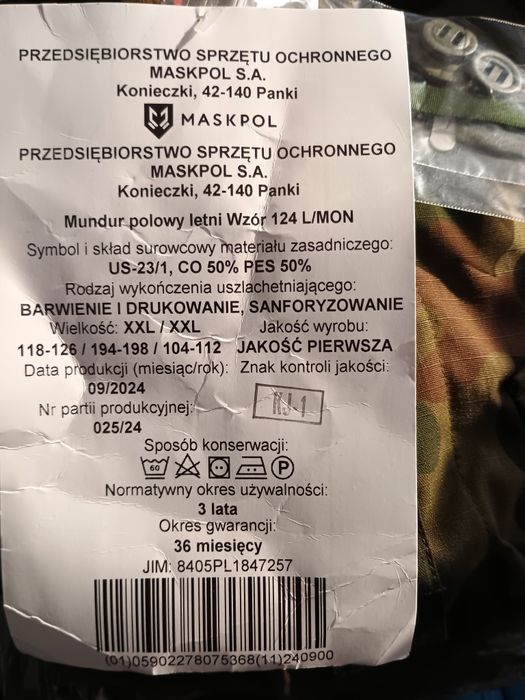 PRZEDSIĘBIORSTWO SPRZĘTU OCHRONNEGO
MASKPOL S.A.
Konieczki, 42-140 Panki
MASKPOL
PRZEDSIĘBIORSTWO SPRZĘTU OCHRONNEGO
MASKPOL S.A.
Konieczki, 42-140 Panki
Mundur polowy letni Wzór 124 L/MON
Symbol i skład surowcowy materiału zasadniczego:
US-23/1, CO 50% PES 50%
Rodzaj wykończenia uszlachetniającego:
BARWIENIE I DRUKOWANIE, SANFORYZOWANIE
Wielkość: XXL / XXL Jakość wyrobu:
118-126 / 194-198 / 104-112 JAKOŚĆ PIERWSZA
Data produkcji (miesiąc/rok): Znak kontroli jakości:
09/2024
Nr partii produkcyjnej: RJ-1
025/24
Sposób konserwacji:
60 P
Normatywny okres używalności:
3 lata
Okres gwarancji:
36 miesięcy
JIM: 8405PL1847257
(01)05902278075368(11)240900